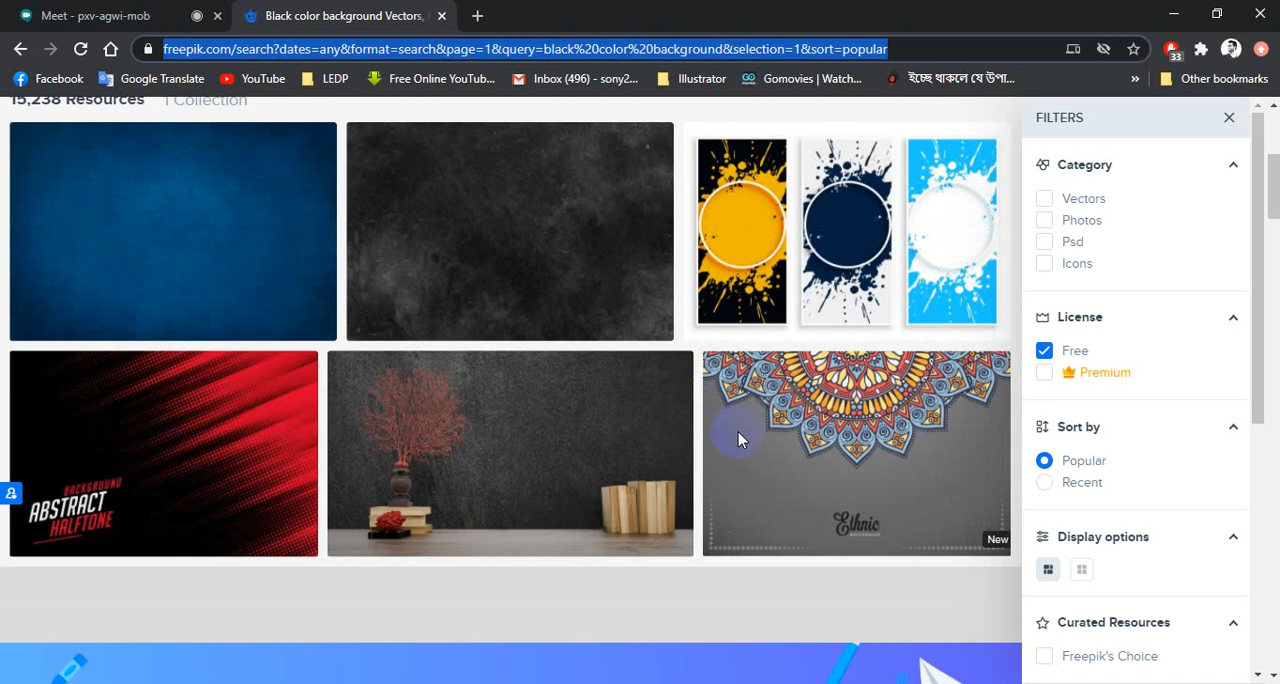 Meet - pxv-agwi-mob
Black color background Vectors,
freepik.com/search?dates=any&format=search&page=1&query=black%20color%20background&selection=1&sort=popular
33
Facebook
Google Translate
YouTube
LEDP
Free Online YouTub...
Inbox (496) - sony2...
Illustrator
Gomovies | Watch...
ইচ্ছে থাকলে যে উপা...
»
Other bookmarks
15,238 Resources
1 Collection
FILTERS
Category
Vectors
Photos
Psd
Icons
License
Free
Premium
Sort by
Popular
Recent
Display options
Curated Resources
Freepik's Choice
BACKGROUND
ABSTRACT
HALFTONE
Ethnic
BACKGROUND
New